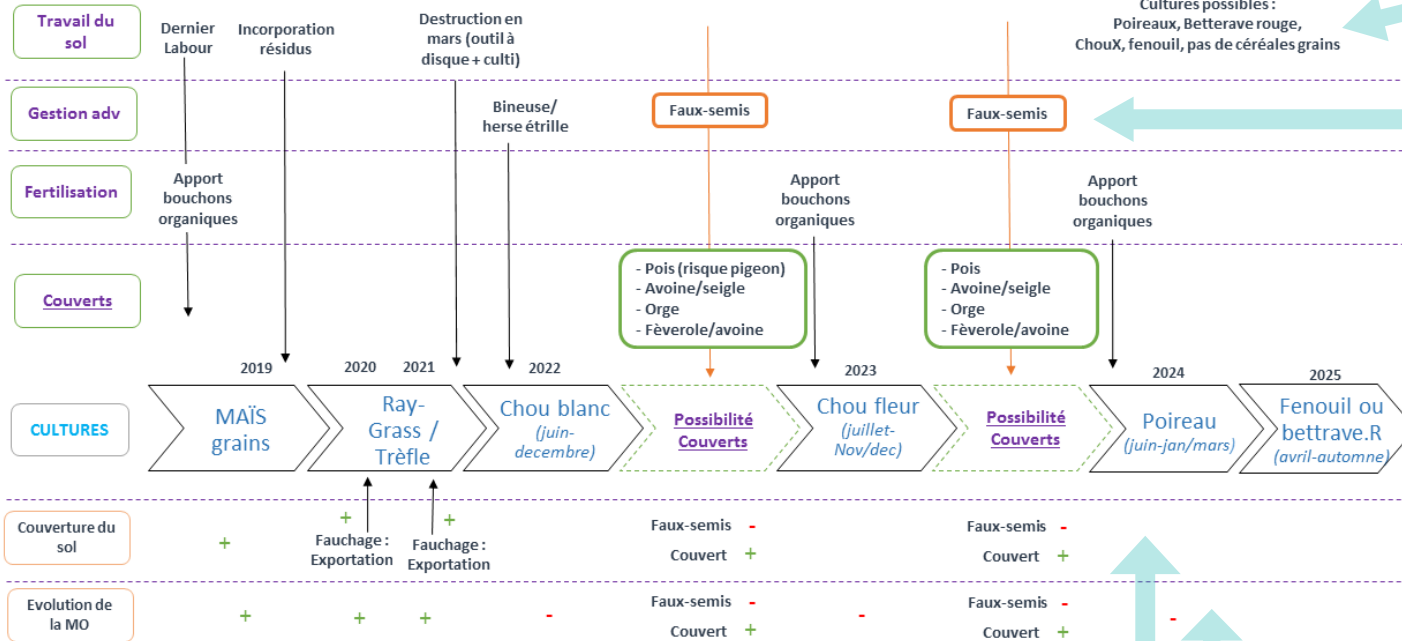 Cultures possibles :
Poireaux, Betterave rouge,
ChouX, fenouil, pas de céréales grains
Travail du
sol
Dernier
Labour
Incorporation
résidus
Destruction en
mars (outil à
disque + culti)
Gestion adv
Bineuse/
herse étrille
Faux-semis
Faux-semis
Fertilisation
Apport
bouchons
organiques
Apport
bouchons
organiques
Apport
bouchons
organiques
Couverts
- Pois (risque pigeon)
- Avoine/seigle
- Orge
- Fèverole/avoine
- Pois
- Avoine/seigle
- Orge
- Fèverole/avoine
2019
2020
2021
2022
2023
2024
2025
CULTURES
MAÏS
grains
Ray-
Grass /
Trèfle
Chou blanc
(juin-
decembre)
Possibilité
Couverts
Chou fleur
(juillet-
Nov/dec)
Possibilité
Couverts
Poireau
(juin-jan/mars)
Fenouil ou
bettrave.R
(avril-automne)
Couverture du
sol
+
+
Fauchage :
Exportation
+
Fauchage :
Exportation
Faux-semis -
Couvert +
Faux-semis -
Couvert +
Evolution de
la MO
+
+
+
-
Faux-semis -
Couvert +
-
Faux-semis -
Couvert +
-